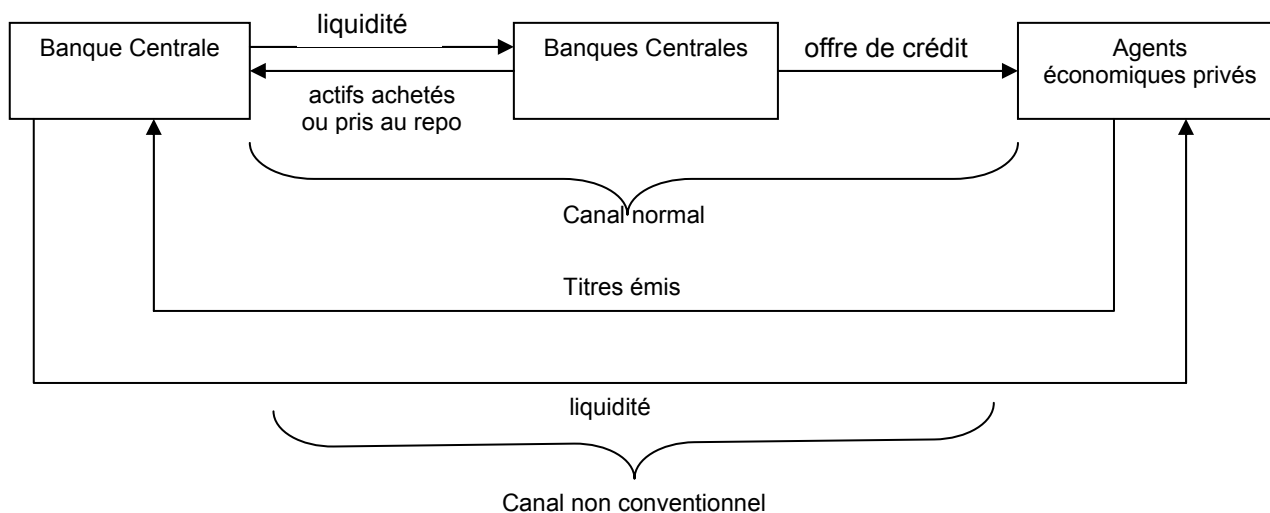 liquidité
Banque Centrale
Banques Centrales
offre de crédit
Agents
économiques privés
actifs achetés
ou pris au repo
Canal normal
Titres émis
liquidité
Canal non conventionnel